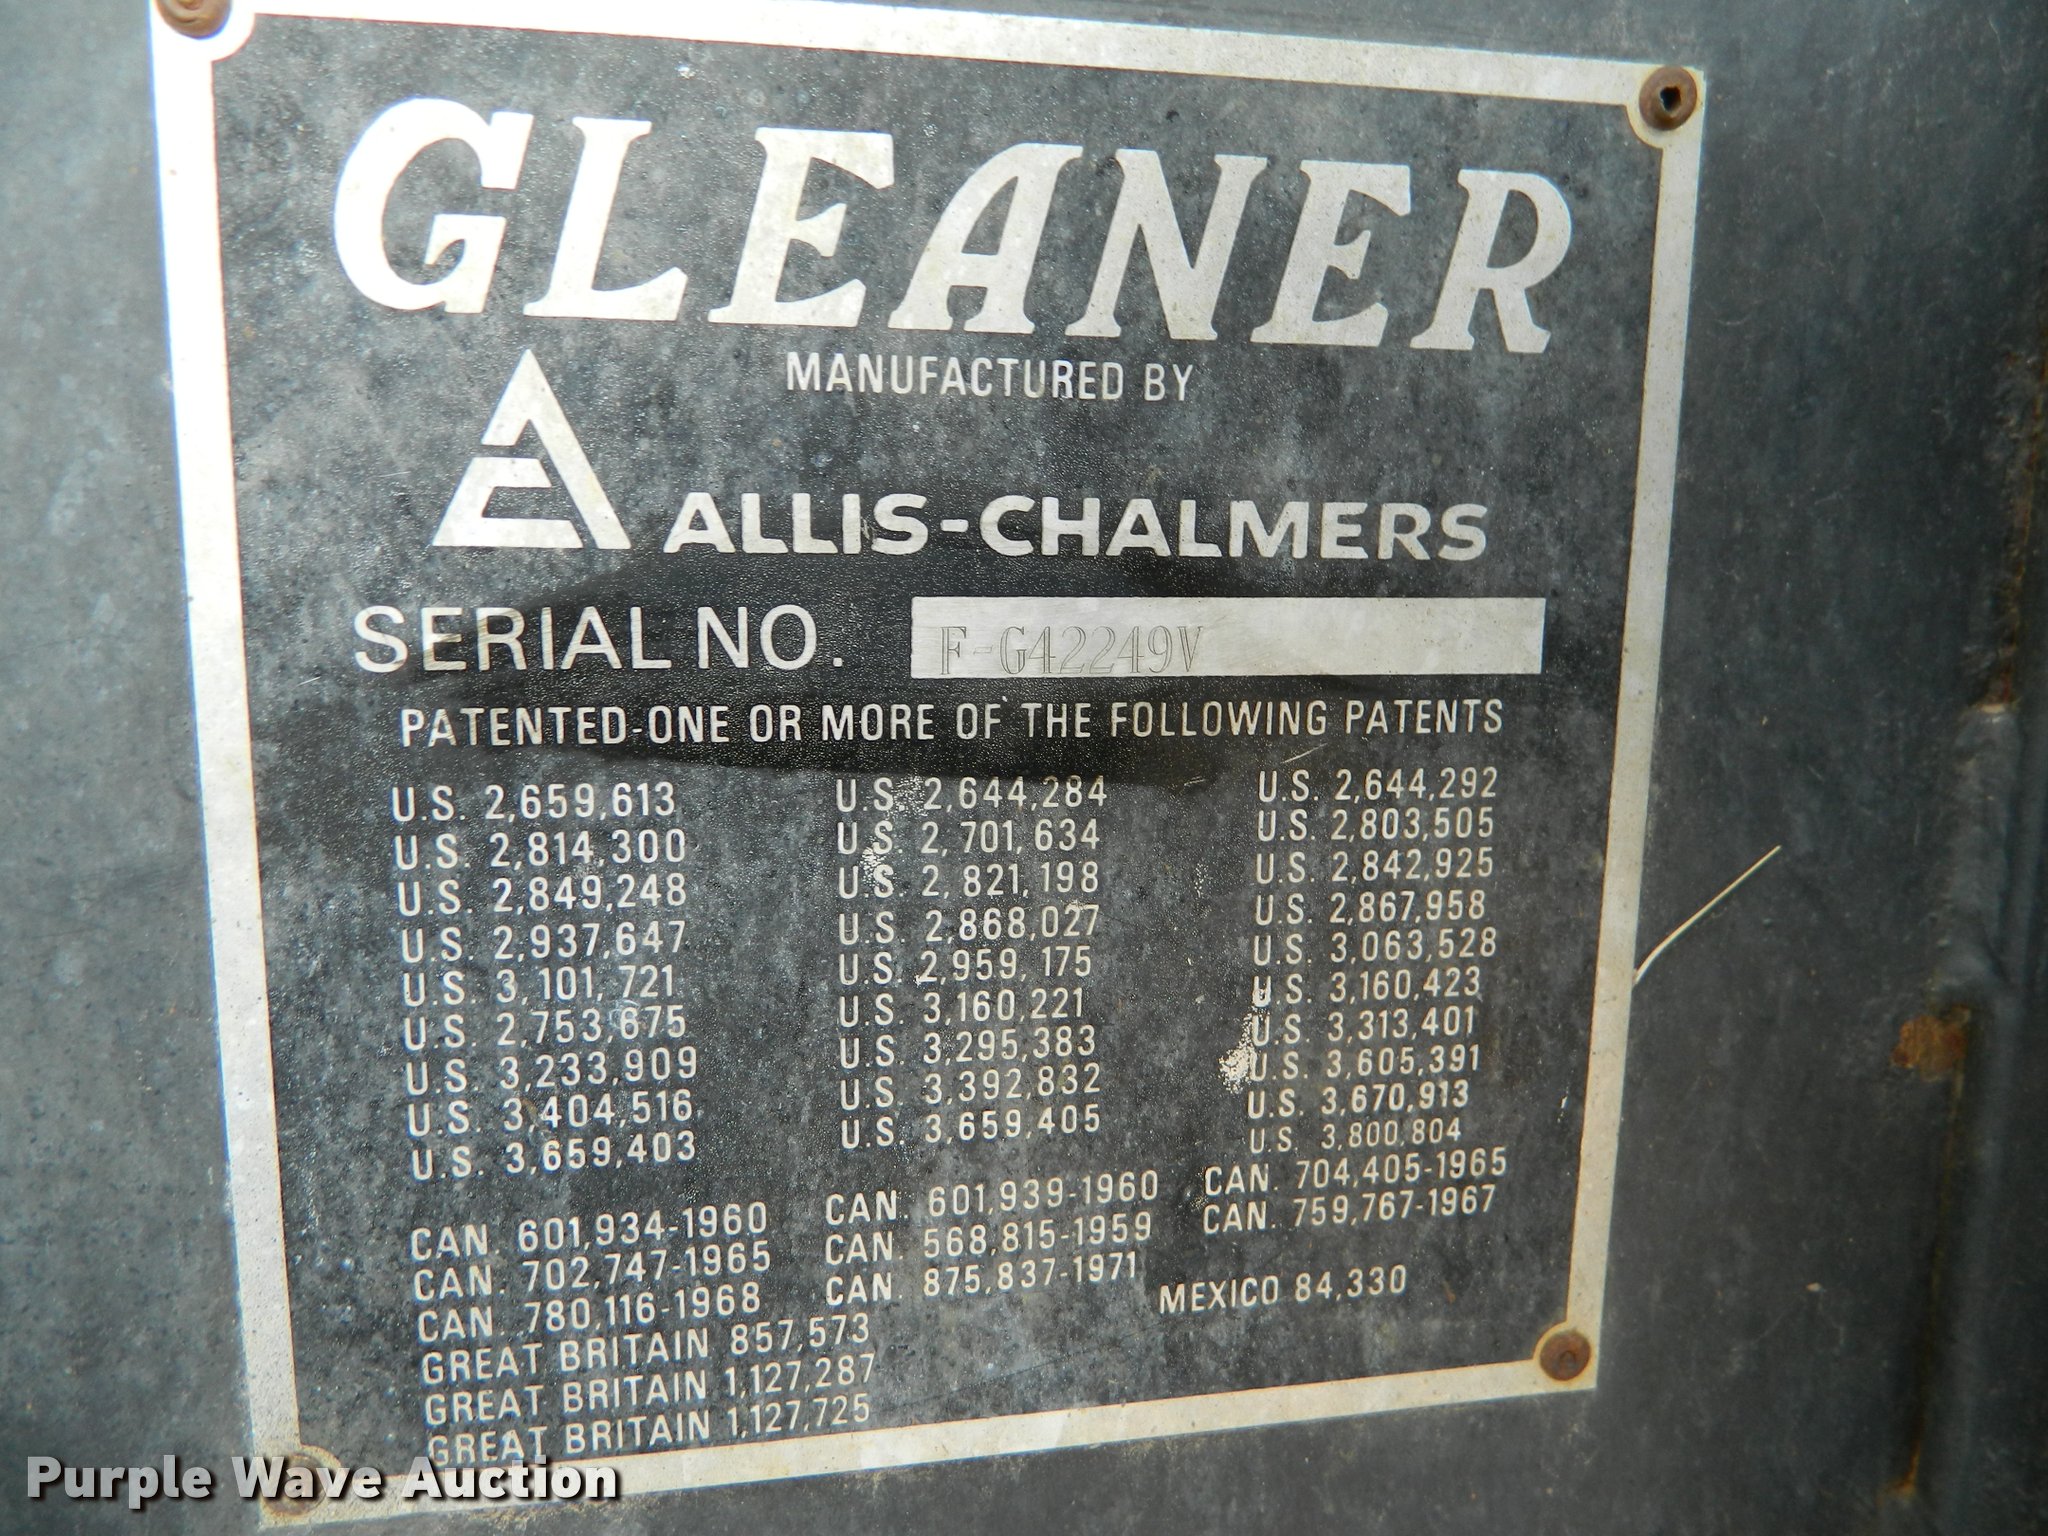 GLEANER
MANUFACTURED BY
ALLIS-CHALMERS
SERIAL NO. F-G42249V
PATENTED-ONE OR MORE OF THE FOLLOWING PATENTS
U.S. 2,659,613 U.S. 2,644,284 U.S. 2,644,292
U.S. 2,814,300 U.S. 2,701,634 U.S. 2,803,505
U.S. 2,849,248 U.S. 2,821,198 U.S. 2,842,925
U.S. 2,937,647 U.S. 2,868,027 U.S. 2,867,958
U.S. 3,101,721 U.S. 2,959,175 U.S. 3,063,528
U.S. 2,753,675 U.S. 3,160,221 U.S. 3,160,423
U.S. 3,233,909 U.S. 3,295,383 U.S. 3,313,401
U.S. 3,404,516 U.S. 3,392,832 U.S. 3,605,391
U.S. 3,659,403 U.S. 3,659,405 U.S. 3,670,913
U.S. 3,800,804
CAN. 601,934-1960 CAN. 601,939-1960 CAN. 704,405-1965
CAN. 702,747-1965 CAN. 568,815-1959 CAN. 759,767-1967
CAN. 780,116-1968 CAN. 875,837-1971 MEXICO 84,330
GREAT BRITAIN 857,573
GREAT BRITAIN 1,127,287
GREAT BRITAIN 1,127,725
Purple Wave Auction